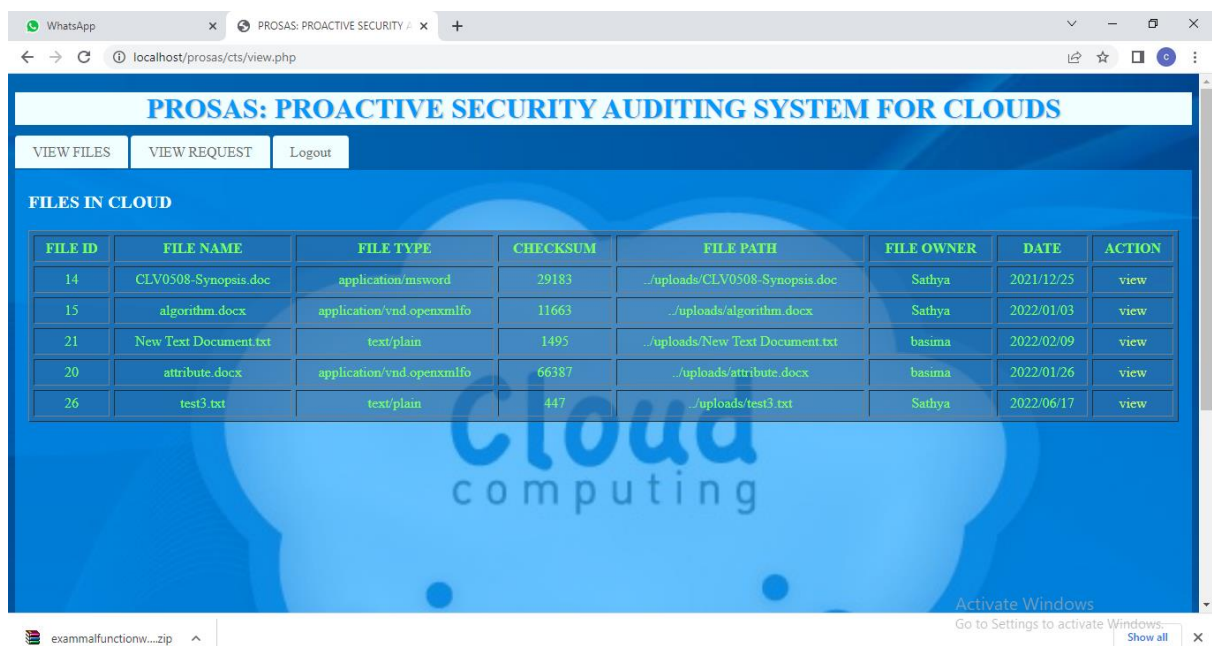 WhatsApp
PROSAS: PROACTIVE SECURITY A
localhost/prosas/cts/view.php
C
PROSAS: PROACTIVE SECURITY AUDITING SYSTEM FOR CLOUDS
VIEW FILES VIEW REQUEST Logout
FILES IN CLOUD
FILE ID FILE NAME FILE TYPE CHECKSUM FILE PATH FILE OWNER DATE ACTION
14 CLV0508-Synopsis.doc application/msword 29183 ../uploads/CLV0508-Synopsis.doc Sathya 2021/12/25 view
15 algorithm.docx application/vnd.openxmlfo 11663 ../uploads/algorithm.docx Sathya 2022/01/03 view
21 New Text Document.txt text/plain 1495 ../uploads/New Text Document.txt basima 2022/02/09 view
20 attribute.docx application/vnd.openxmlfo 66387 ../uploads/attribute.docx basima 2022/01/26 view
26 test3.txt text/plain 447 ../uploads/test3.txt Sathya 2022/06/17 view
Cloud
computing
Activate Windows
Go to Settings to activate Windows.
exammalfunctionw....zip
Show all